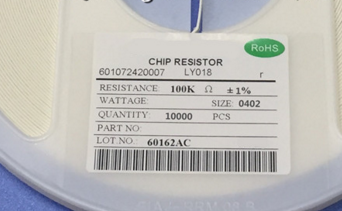 RoHS
CHIP RESISTOR
601072420007 LY018 r
RESISTANCE 100K Ω ±1%
WATTAGE: SIZE: 0402
QUANTITY: 10000 PCS
PART NO:
LOT NO.: 60162AC